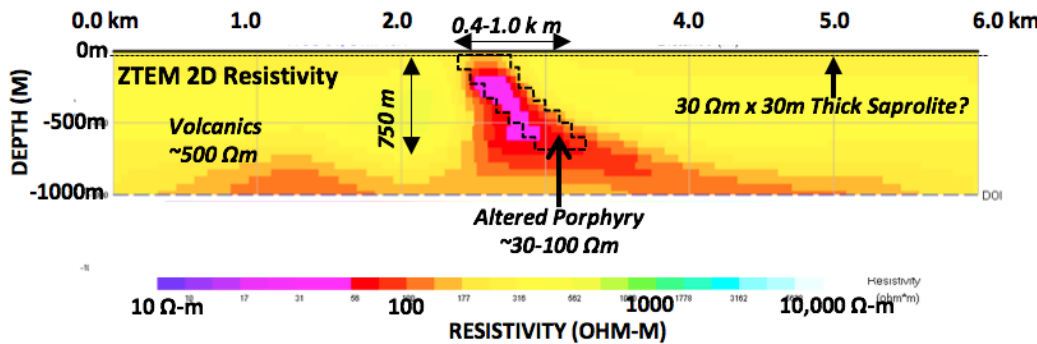 0.0 km 1.0 2.0 0.4-1.0 k m 4.0 5.0 6.0 km
0m
ZTEM 2D Resistivity
DEPTH (M)
750 m
30 Ωm x 30m Thick Saprolite?
-500m
Volcanics
~500 Ωm
-1000m
DOI
Altered Porphyry
~30-100 Ωm
10 Ω-m 17 31 56 100 177 316 562 1000 1778 3162 10,000 Ω-m
Resistivity
(ohm*m)
RESISTIVITY (OHM-M)